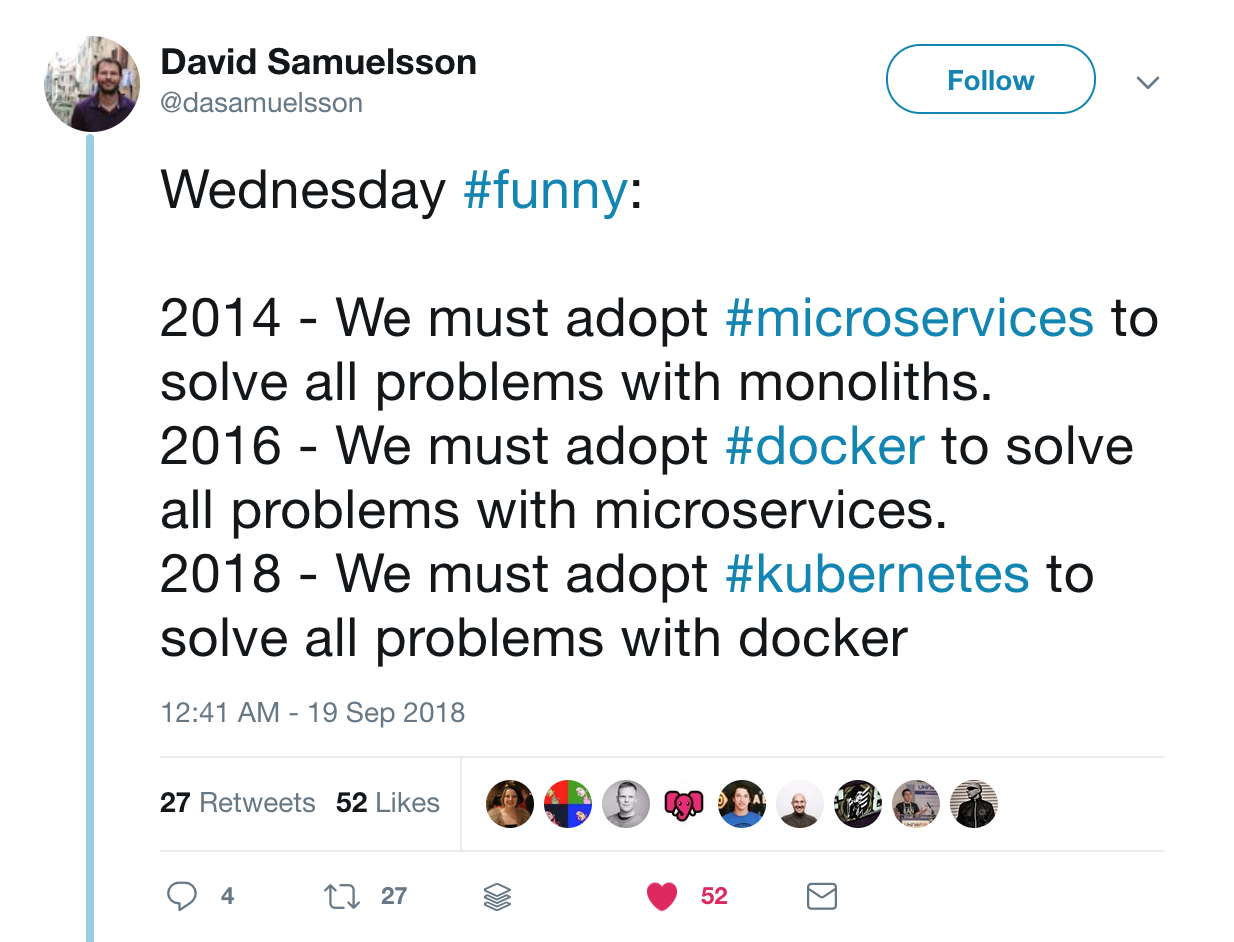 David Samuelsson
@dasamuelsson
Follow
Wednesday #funny:
2014 - We must adopt #microservices to
solve all problems with monoliths.
2016 - We must adopt #docker to solve
all problems with microservices.
2018 - We must adopt #kubernetes to
solve all problems with docker
12:41 AM - 19 Sep 2018
27 Retweets 52 Likes
4 27 52